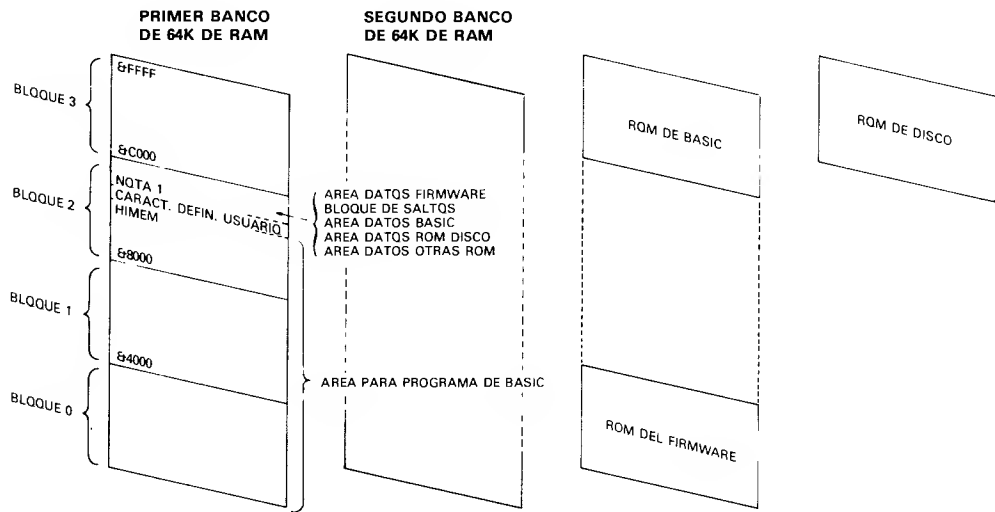 PRIMER BANCO
DE 64K DE RAM
SEGUNDO BANCO
DE 64K DE RAM
BLOQUE 3
&FFFF
&C000
ROM DE BASIC
ROM DE DISCO
BLOQUE 2
NOTA 1
CARACT. DEFIN. USUARIO
HIMEM
&8000
AREA DATOS FIRMWARE
BLOQUE DE SALTOS
AREA DATOS BASIC
AREA DATOS ROM DISCO
AREA DATOS OTRAS ROM
BLOQUE 1
&4000
AREA PARA PROGRAMA DE BASIC
BLOQUE 0
ROM DEL FIRMWARE